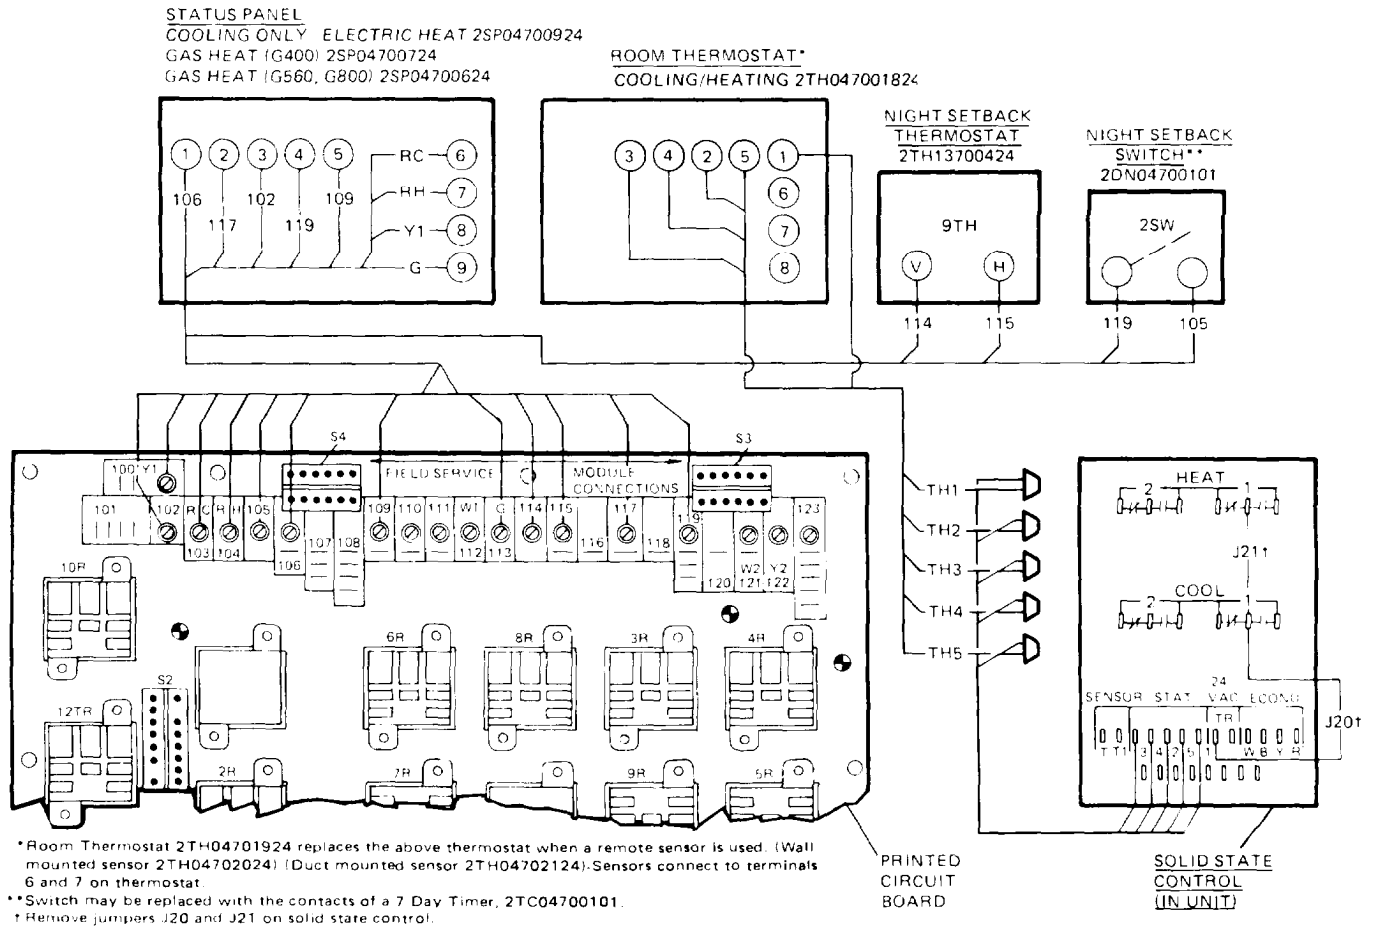 STATUS PANEL
COOLING ONLY ELECTRIC HEAT 2SP04700924
GAS HEAT (G400) 2SP04700724
GAS HEAT (G560, G800) 2SP04700624
ROOM THERMOSTAT*
COOLING/HEATING 2TH04701824
NIGHT SETBACK
THERMOSTAT
2TH13700424
NIGHT SETBACK
SWITCH**
2DN04700101
1 2 3 4 5 RC 6
RH 7
Y1 8
G 9
106 102 109
117 119
3 4 2 5 1
6
7
8
9TH
V H
114 115
2SW
119 105
S4
S3
FIELD SERVICE MODULE
CONNECTIONS
100 Y1
101 102 RC RH 105
103 104 106 107 108
109 110 111 W1 G 114 115 117 119 123
112 113 116 118 120 W2 Y2
121 122
10R
12TR
S2
6R 8R 3R 4R
2R 7R 9R 5R
TH1
TH2
TH3
TH4
TH5
HEAT
2 1
J21†
COOL
2 1
24
SENSOR STAT VAC ECONO
TR
T T1 3 4 2 5 1 W B Y R
J20†
PRINTED
CIRCUIT
BOARD
SOLID STATE
CONTROL
(IN UNIT)
*Room Thermostat 2TH04701924 replaces the above thermostat when a remote sensor is used. (Wall
mounted sensor 2TH04702024) (Duct mounted sensor 2TH04702124). Sensors connect to terminals
6 and 7 on thermostat.
**Switch may be replaced with the contacts of a 7 Day Timer, 2TC04700101.
† Remove jumpers J20 and J21 on solid state control.